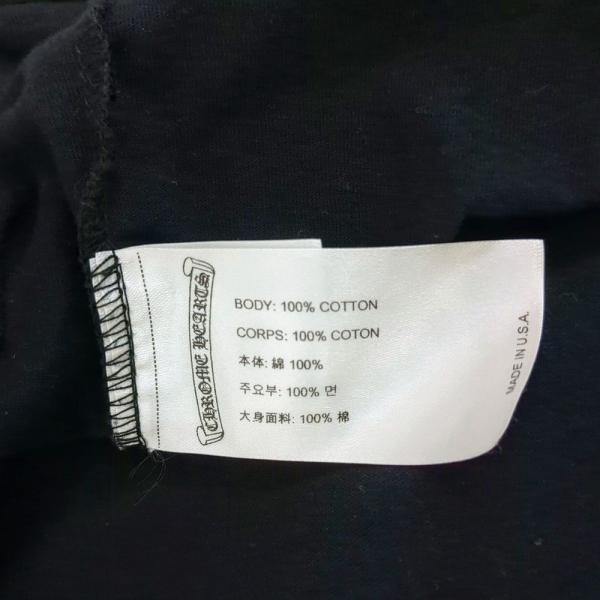 CHROME HEARTS
BODY: 100% COTTON
CORPS: 100% COTON
本体: 綿 100%
주요부: 100% 면
大身面料: 100% 棉
MADE IN U.S.A.